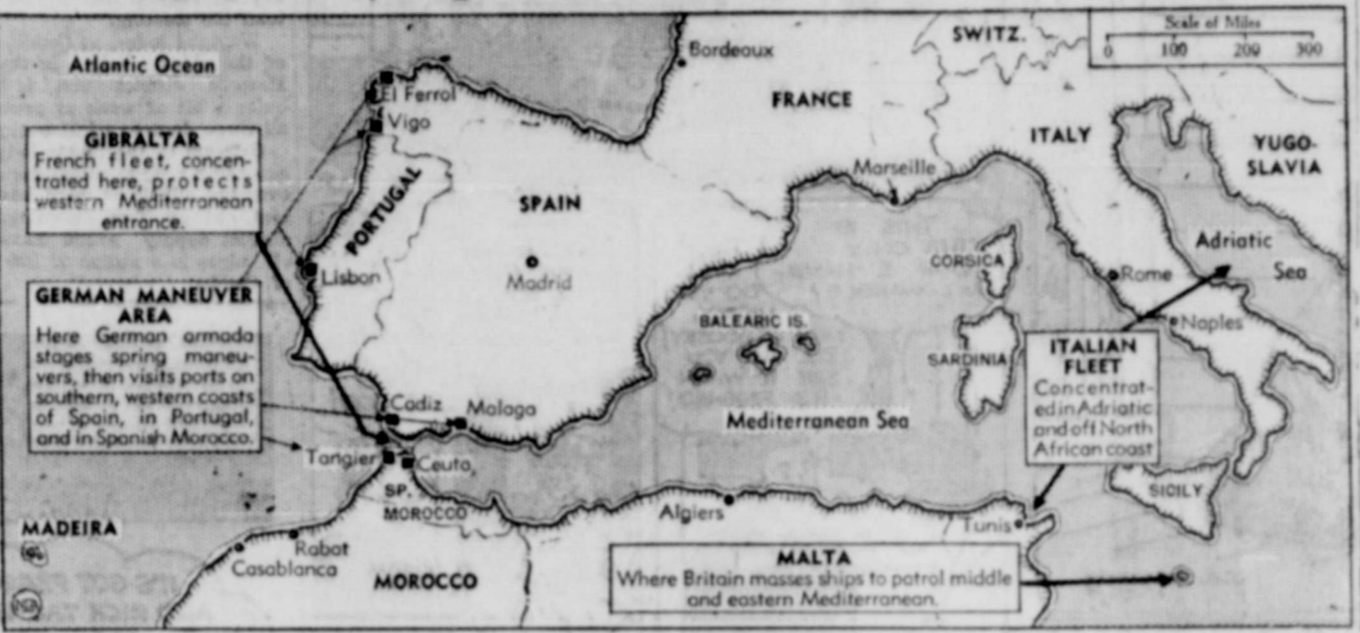 Scale of Miles
0 100 200 300
Atlantic Ocean
Bordeaux
SWITZ.
El Ferrol
Vigo
FRANCE
ITALY
YUGO-
SLAVIA
GIBRALTAR
French fleet, concen-
trated here, protects
western Mediterranean
entrance.
PORTUGAL
SPAIN
Marseille
Lisbon
Madrid
CORSICA
Rome
Adriatic
Sea
GERMAN MANEUVER
AREA
Here German armada
stages spring maneu-
vers, then visits ports on
southern, western coasts
of Spain, in Portugal,
and in Spanish Morocco.
BALEARIC IS.
SARDINIA
Naples
ITALIAN
FLEET
Concentrat-
ed in Adriatic
and off North
African coast
Cadiz
Malaga
Mediterranean Sea
Tangier
Ceuta
SP.
MOROCCO
Algiers
Tunis
SICILY
MADEIRA
Rabat
Casablanca
MOROCCO
MALTA
Where Britain masses ships to patrol middle
and eastern Mediterranean.